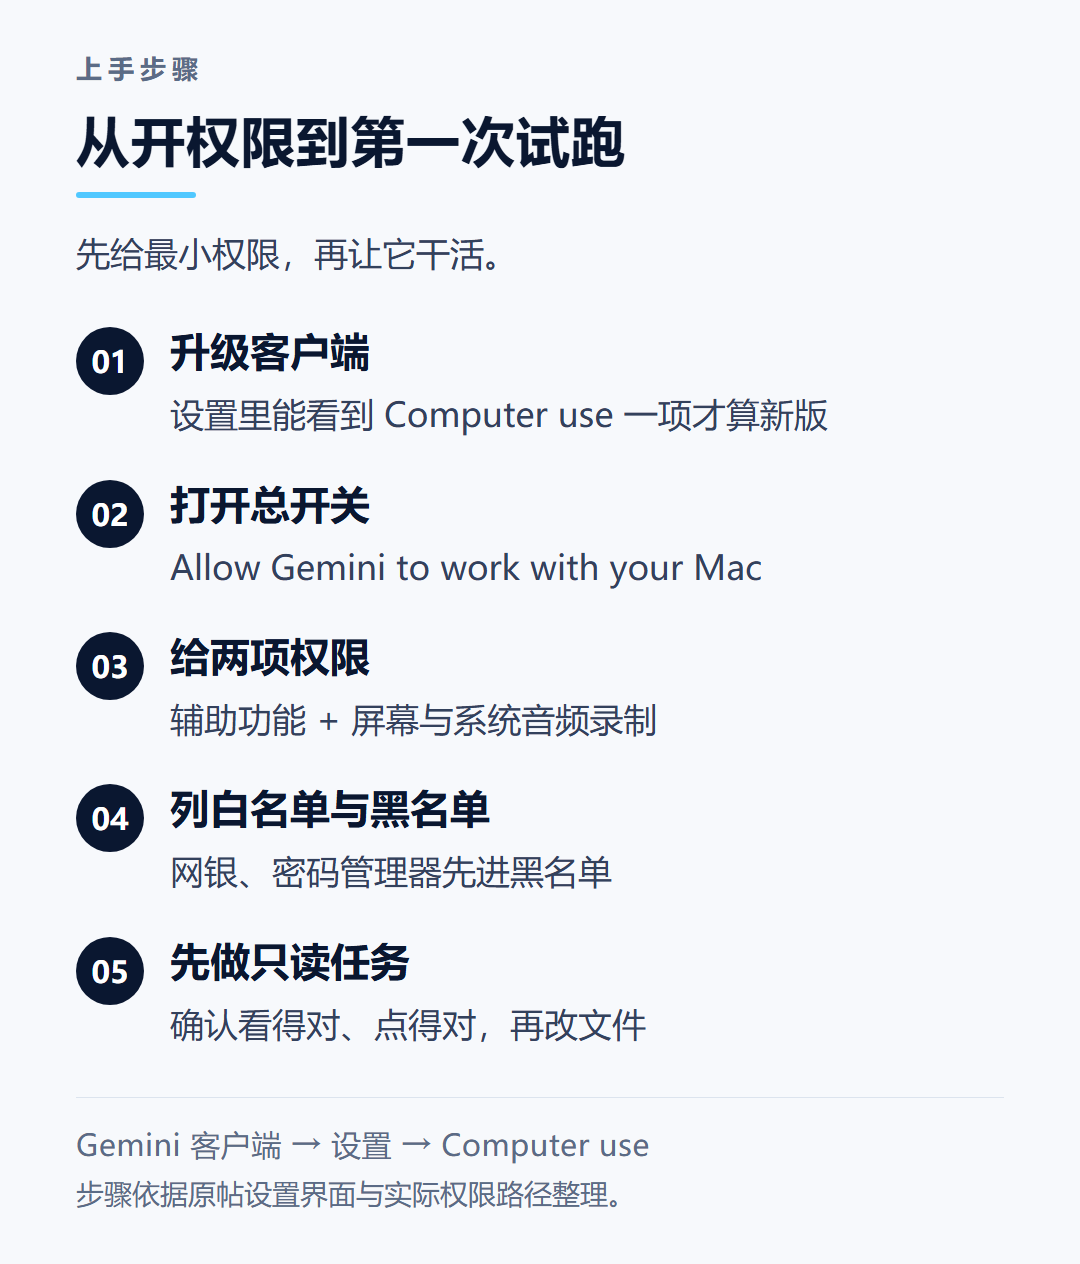 上手步骤
从开权限到第一次试跑
先给最小权限，再让它干活。
01
升级客户端
设置里能看到 Computer use 一项才算新版
02
打开总开关
Allow Gemini to work with your Mac
03
给两项权限
辅助功能 + 屏幕与系统音频录制
04
列白名单与黑名单
网银、密码管理器先进黑名单
05
先做只读任务
确认看得对、点得对，再改文件
Gemini 客户端 → 设置 → Computer use
步骤依据原帖设置界面与实际权限路径整理。